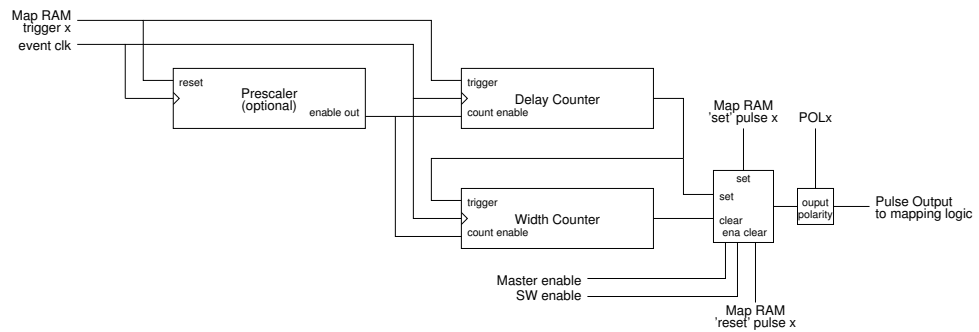 Map RAM
trigger x
event clk
reset
Prescaler
(optional)
enable out
trigger
Delay Counter
count enable
trigger
Width Counter
count enable
Map RAM
'set' pulse x
POLx
set
set
clear
ena clear
ouput
polarity
Pulse Output
to mapping logic
Master enable
SW enable
Map RAM
'reset' pulse x